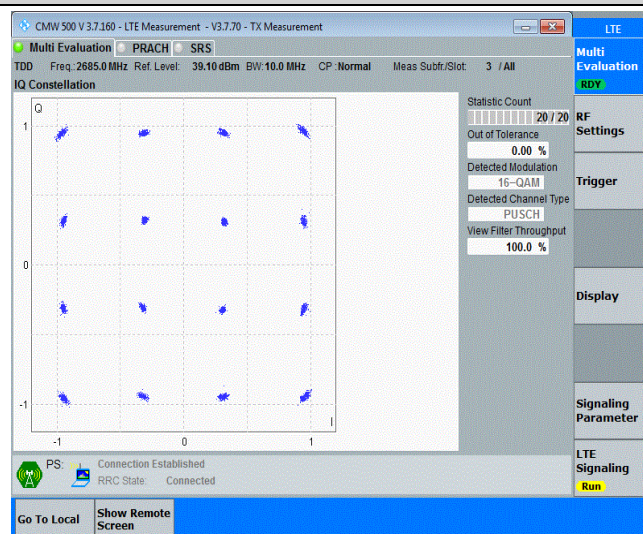 CMW 500 V 3.7.160 - LTE Measurement - V3.7.70 - TX Measurement
LTE
Multi Evaluation PRACH SRS
TDD Freq.: 2685.0 MHz Ref. Level: 39.10 dBm BW: 10.0 MHz CP : Normal Meas Subfr./Slot: 3 / All
IQ Constellation
Multi
Evaluation
RDY
Q
1
0
-1
-1 0 1
I
Statistic Count
20 / 20
Out of Tolerance
0.00 %
Detected Modulation
16-QAM
Detected Channel Type
PUSCH
View Filter Throughput
100.0 %
RF
Settings
Trigger
Display
Signaling
Parameter
LTE
Signaling
Run
PS: Connection Established
RRC State: Connected
Go To Local
Show Remote
Screen